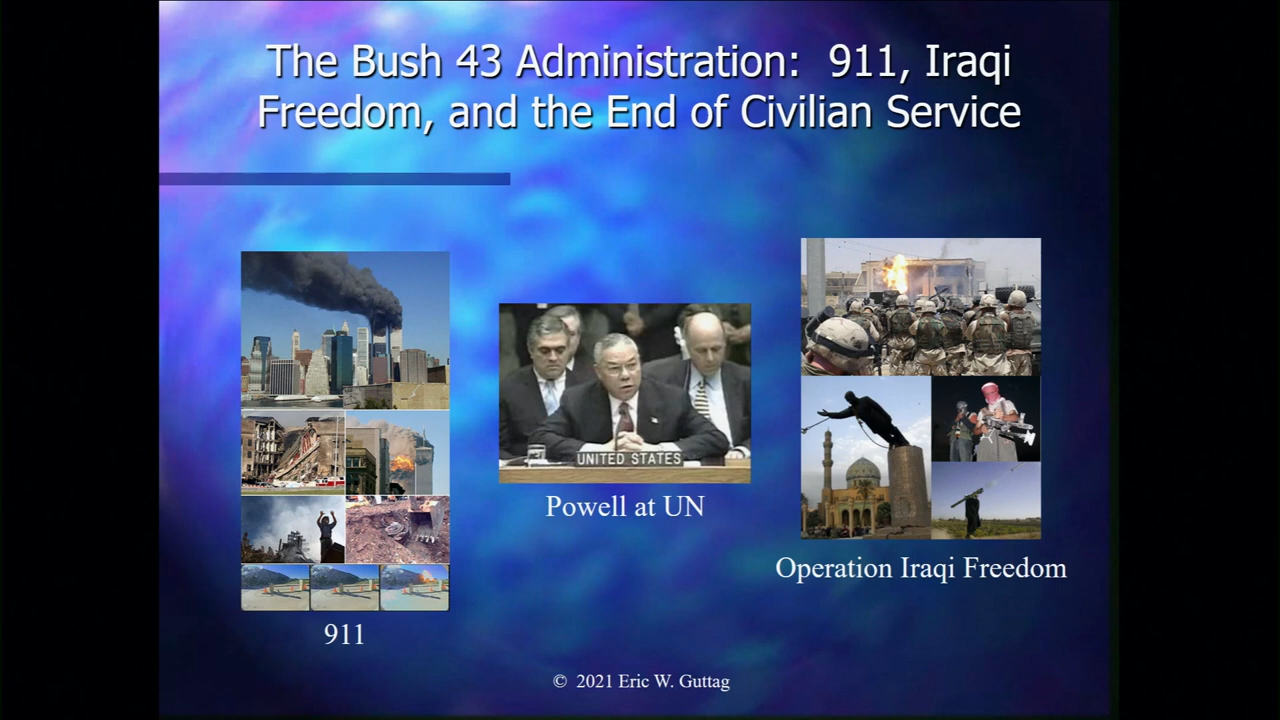 The Bush 43 Administration:  911, Iraqi
Freedom, and the End of Civilian Service
UNITED STATES
Powell at UN
Operation Iraqi Freedom
911
©  2021 Eric W. Guttag